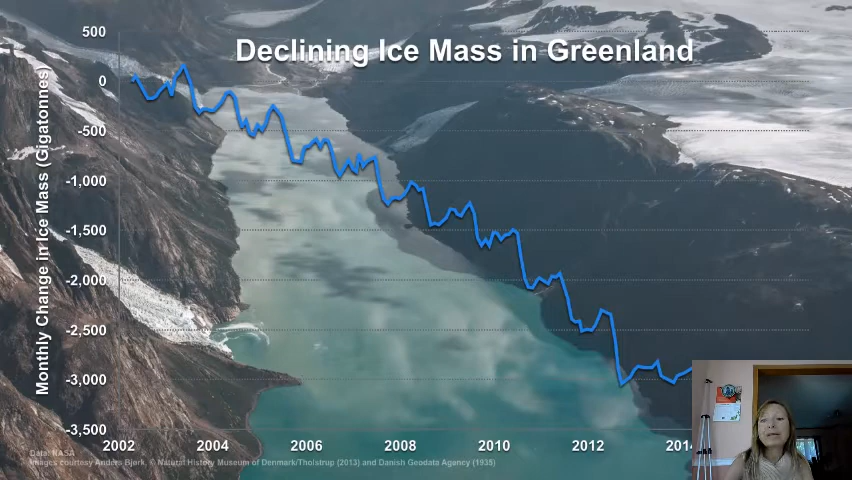 Declining Ice Mass in Greenland
Monthly Change in Ice Mass (Gigatonnes)
500
0
-500
-1,000
-1,500
-2,000
-2,500
-3,000
-3,500
2002 2004 2006 2008 2010 2012 2014
Data: NASA
Images courtesy Anders Bjørk, © Natural History Museum of Denmark/Tholstrup (2013) and Danish Geodata Agency (1935)